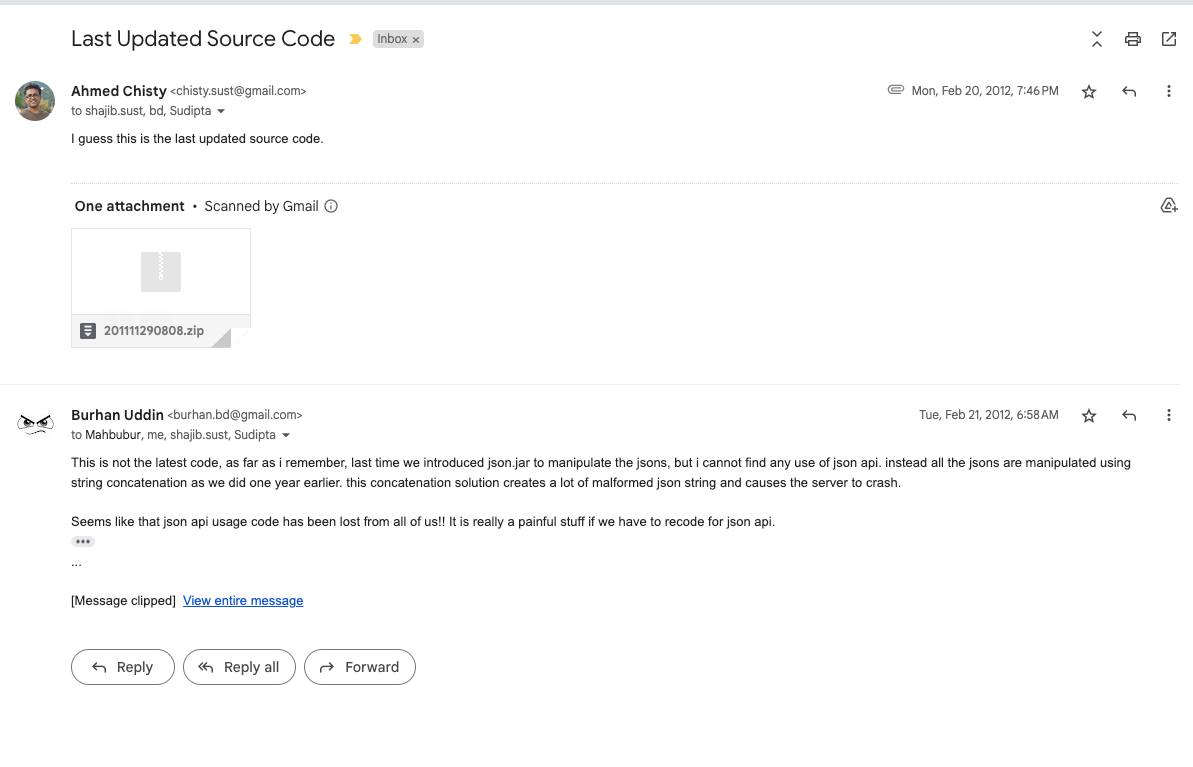 Last Updated Source Code
Inbox ×
Ahmed Chisty <chisty.sust@gmail.com>
Mon, Feb 20, 2012, 7:46 PM
to shajib.sust, bd, Sudipta
I guess this is the last updated source code.
One attachment • Scanned by Gmail
201111290808.zip
Burhan Uddin <burhan.bd@gmail.com>
Tue, Feb 21, 2012, 6:58 AM
to Mahbubur, me, shajib.sust, Sudipta
This is not the latest code, as far as i remember, last time we introduced json.jar to manipulate the jsons, but i cannot find any use of json api. instead all the jsons are manipulated using
string concatenation as we did one year earlier. this concatenation solution creates a lot of malformed json string and causes the server to crash.
Seems like that json api usage code has been lost from all of us!! It is really a painful stuff if we have to recode for json api.
...
[Message clipped] View entire message
Reply
Reply all
Forward